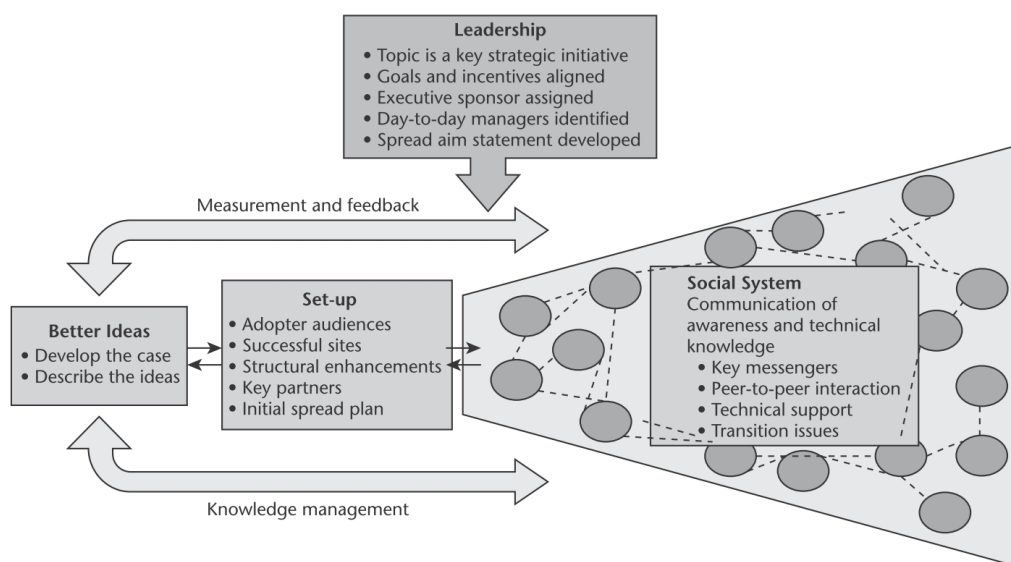 Leadership
• Topic is a key strategic initiative
• Goals and incentives aligned
• Executive sponsor assigned
• Day-to-day managers identified
• Spread aim statement developed
Measurement and feedback
Better Ideas
• Develop the case
• Describe the ideas
Set-up
• Adopter audiences
• Successful sites
• Structural enhancements
• Key partners
• Initial spread plan
Social System
Communication of
awareness and technical
knowledge
• Key messengers
• Peer-to-peer interaction
• Technical support
• Transition issues
Knowledge management